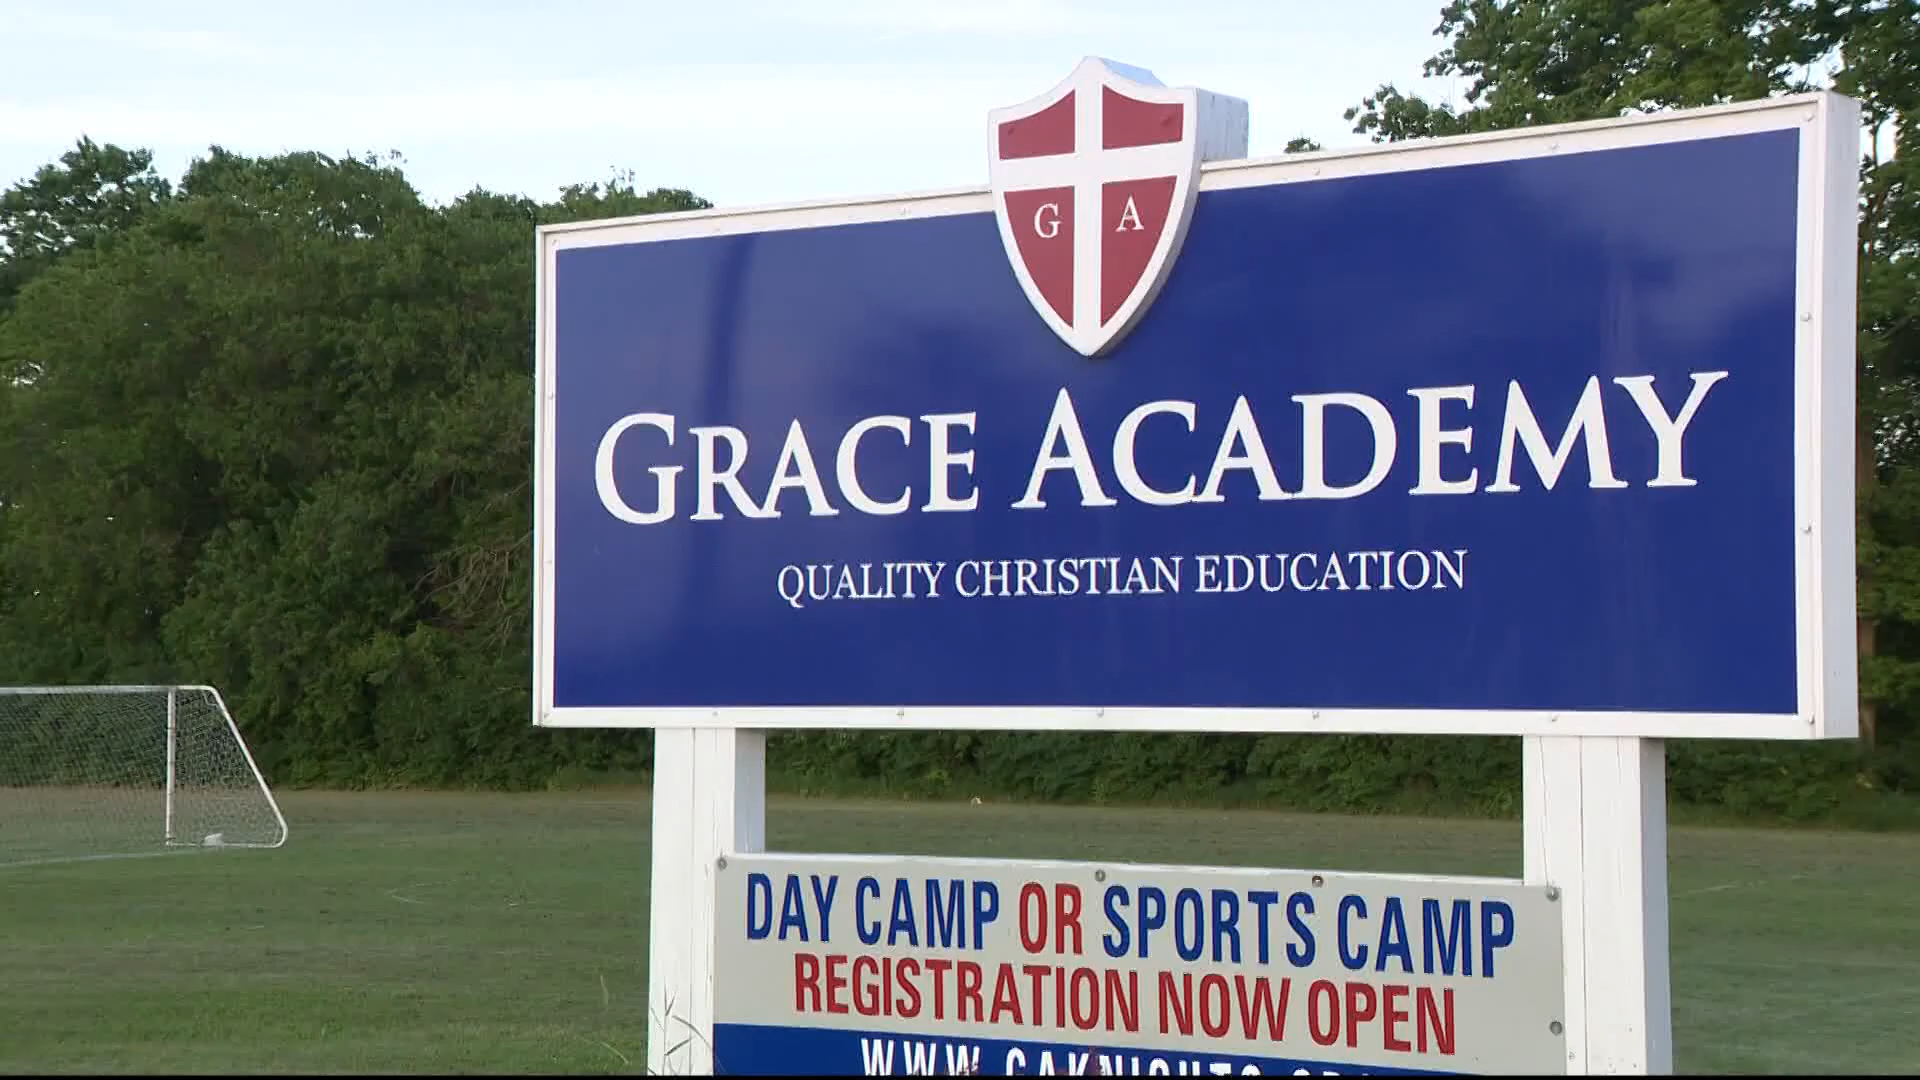 G A
GRACE ACADEMY
QUALITY CHRISTIAN EDUCATION
DAY CAMP OR SPORTS CAMP
REGISTRATION NOW OPEN